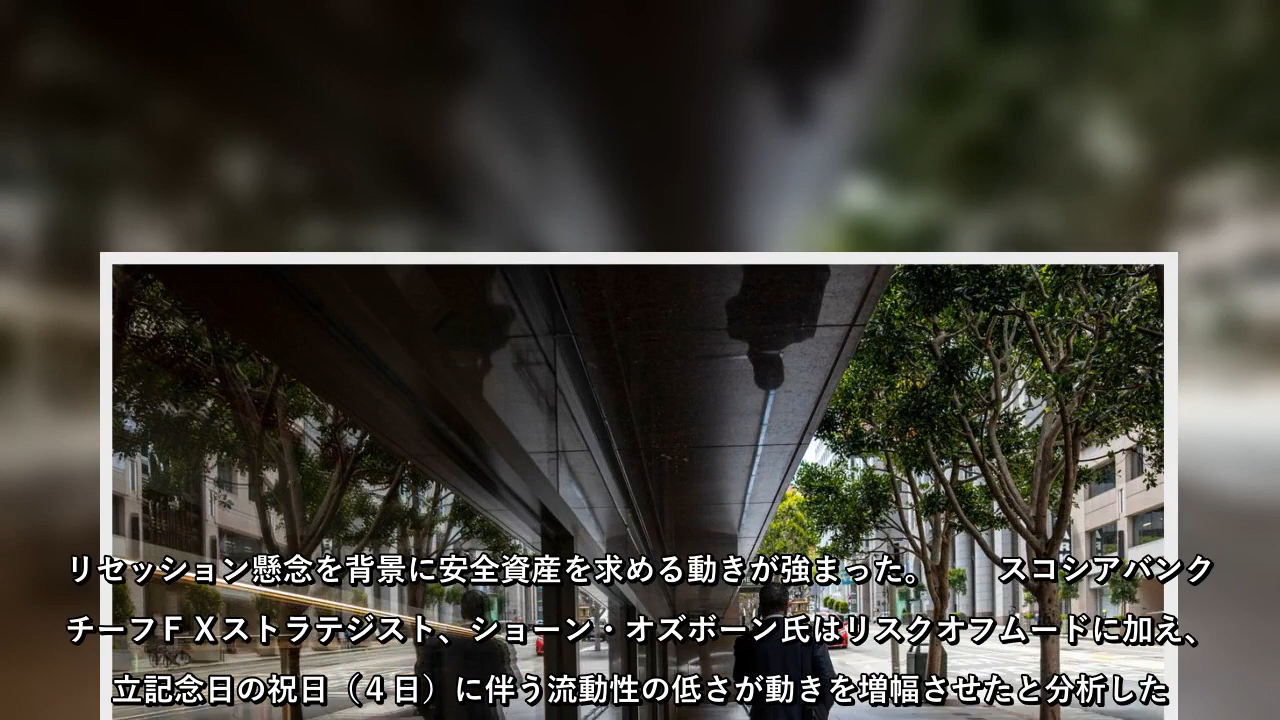 リセッション懸念を背景に安全資産を求める動きが強まった。　　スコシアバンク
チーフＦＸストラテジスト、ショーン・オズボーン氏はリスクオフムードに加え、
立記念日の祝日（４日）に伴う流動性の低さが動きを増幅させたと分析した